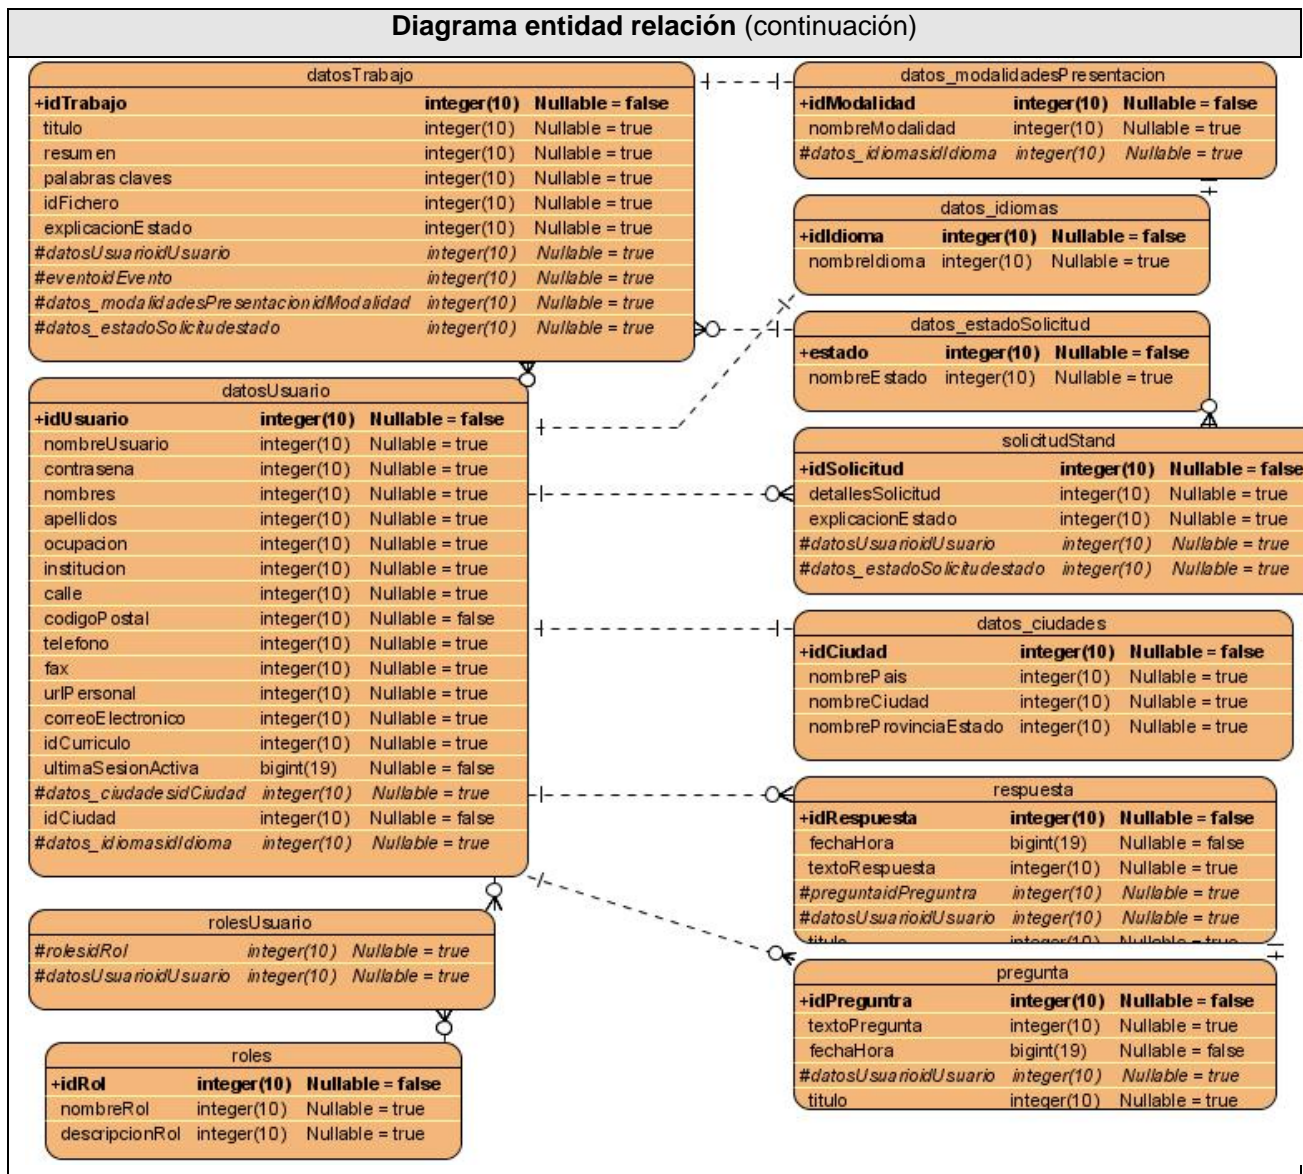 Diagrama entidad relación (continuación)
datosTrabajo
+idTrabajo integer(10) Nullable = false
titulo integer(10) Nullable = true
resumen integer(10) Nullable = true
palabras claves integer(10) Nullable = true
idFichero integer(10) Nullable = true
explicacionEstado integer(10) Nullable = true
#datosUsuarioidUsuario integer(10) Nullable = true
#eventoidEvento integer(10) Nullable = true
#datos_modalidadesPresentacionidModalidad integer(10) Nullable = true
#datos_estadoSolicitudestado integer(10) Nullable = true
datosUsuario
+idUsuario integer(10) Nullable = false
nombreUsuario integer(10) Nullable = true
contrasena integer(10) Nullable = true
nombres integer(10) Nullable = true
apellidos integer(10) Nullable = true
ocupacion integer(10) Nullable = true
institucion integer(10) Nullable = true
calle integer(10) Nullable = true
codigoPostal integer(10) Nullable = false
telefono integer(10) Nullable = true
fax integer(10) Nullable = true
urlPersonal integer(10) Nullable = true
correoElectronico integer(10) Nullable = true
idCurriculo integer(10) Nullable = true
ultimaSesionActiva bigint(19) Nullable = false
#datos_ciudadesidCiudad integer(10) Nullable = true
idCiudad integer(10) Nullable = false
#datos_idiomasidIdioma integer(10) Nullable = true
rolesUsuario
#rolesidRol integer(10) Nullable = true
#datosUsuarioidUsuario integer(10) Nullable = true
roles
+idRol integer(10) Nullable = false
nombreRol integer(10) Nullable = true
descripcionRol integer(10) Nullable = true
datos_modalidadesPresentacion
+idModalidad integer(10) Nullable = false
nombreModalidad integer(10) Nullable = true
#datos_idiomasidIdioma integer(10) Nullable = true
datos_idiomas
+idIdioma integer(10) Nullable = false
nombreIdioma integer(10) Nullable = true
datos_estadoSolicitud
+estado integer(10) Nullable = false
nombreEstado integer(10) Nullable = true
solicitudStand
+idSolicitud integer(10) Nullable = false
detallesSolicitud integer(10) Nullable = true
explicacionEstado integer(10) Nullable = true
#datosUsuarioidUsuario integer(10) Nullable = true
#datos_estadoSolicitudestado integer(10) Nullable = true
datos_ciudades
+idCiudad integer(10) Nullable = false
nombrePais integer(10) Nullable = true
nombreCiudad integer(10) Nullable = true
nombreProvinciaEstado integer(10) Nullable = true
respuesta
+idRespuesta integer(10) Nullable = false
fechaHora bigint(19) Nullable = false
textoRespuesta integer(10) Nullable = true
#preguntaidPreguntra integer(10) Nullable = true
#datosUsuarioidUsuario integer(10) Nullable = true
titulo integer(10) Nullable = true
pregunta
+idPreguntra integer(10) Nullable = false
textoPregunta integer(10) Nullable = true
fechaHora bigint(19) Nullable = false
#datosUsuarioidUsuario integer(10) Nullable = true
titulo integer(10) Nullable = true